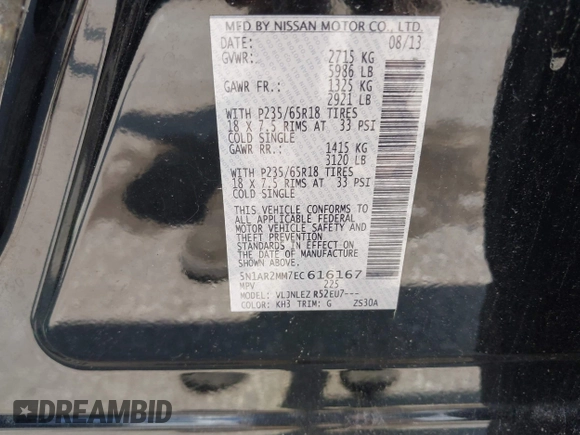 MFD BY NISSAN MOTOR CO., LTD.
DATE: 08/13
GVWR: 2715 KG
5986 LB
GAWR FR.: 1325 KG
2921 LB
WITH P235/65R18 TIRES
18 X 7.5 RIMS AT 33 PSI
COLD SINGLE
GAWR RR.: 1415 KG
3120 LB
WITH P235/65R18 TIRES
18 X 7.5 RIMS AT 33 PSI
COLD SINGLE
THIS VEHICLE CONFORMS TO
ALL APPLICABLE FEDERAL
MOTOR VEHICLE SAFETY AND
THEFT PREVENTION
STANDARDS IN EFFECT ON
THE DATE OF MANUFACTURE
SHOWN ABOVE.
5N1AR2MM7EC616167
MPV 225
MODEL: VLJNLEZ R52EU7---
COLOR: KH3 TRIM: G ZS30A
DREAMBID